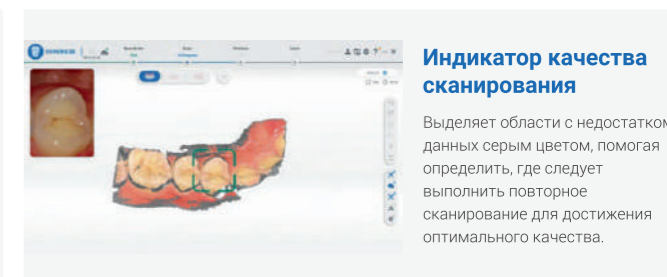 Индикатор качества
сканирования
Выделяет области с недостатком
данных серым цветом, помогая
определить, где следует
выполнить повторное
сканирование для достижения
оптимального качества.